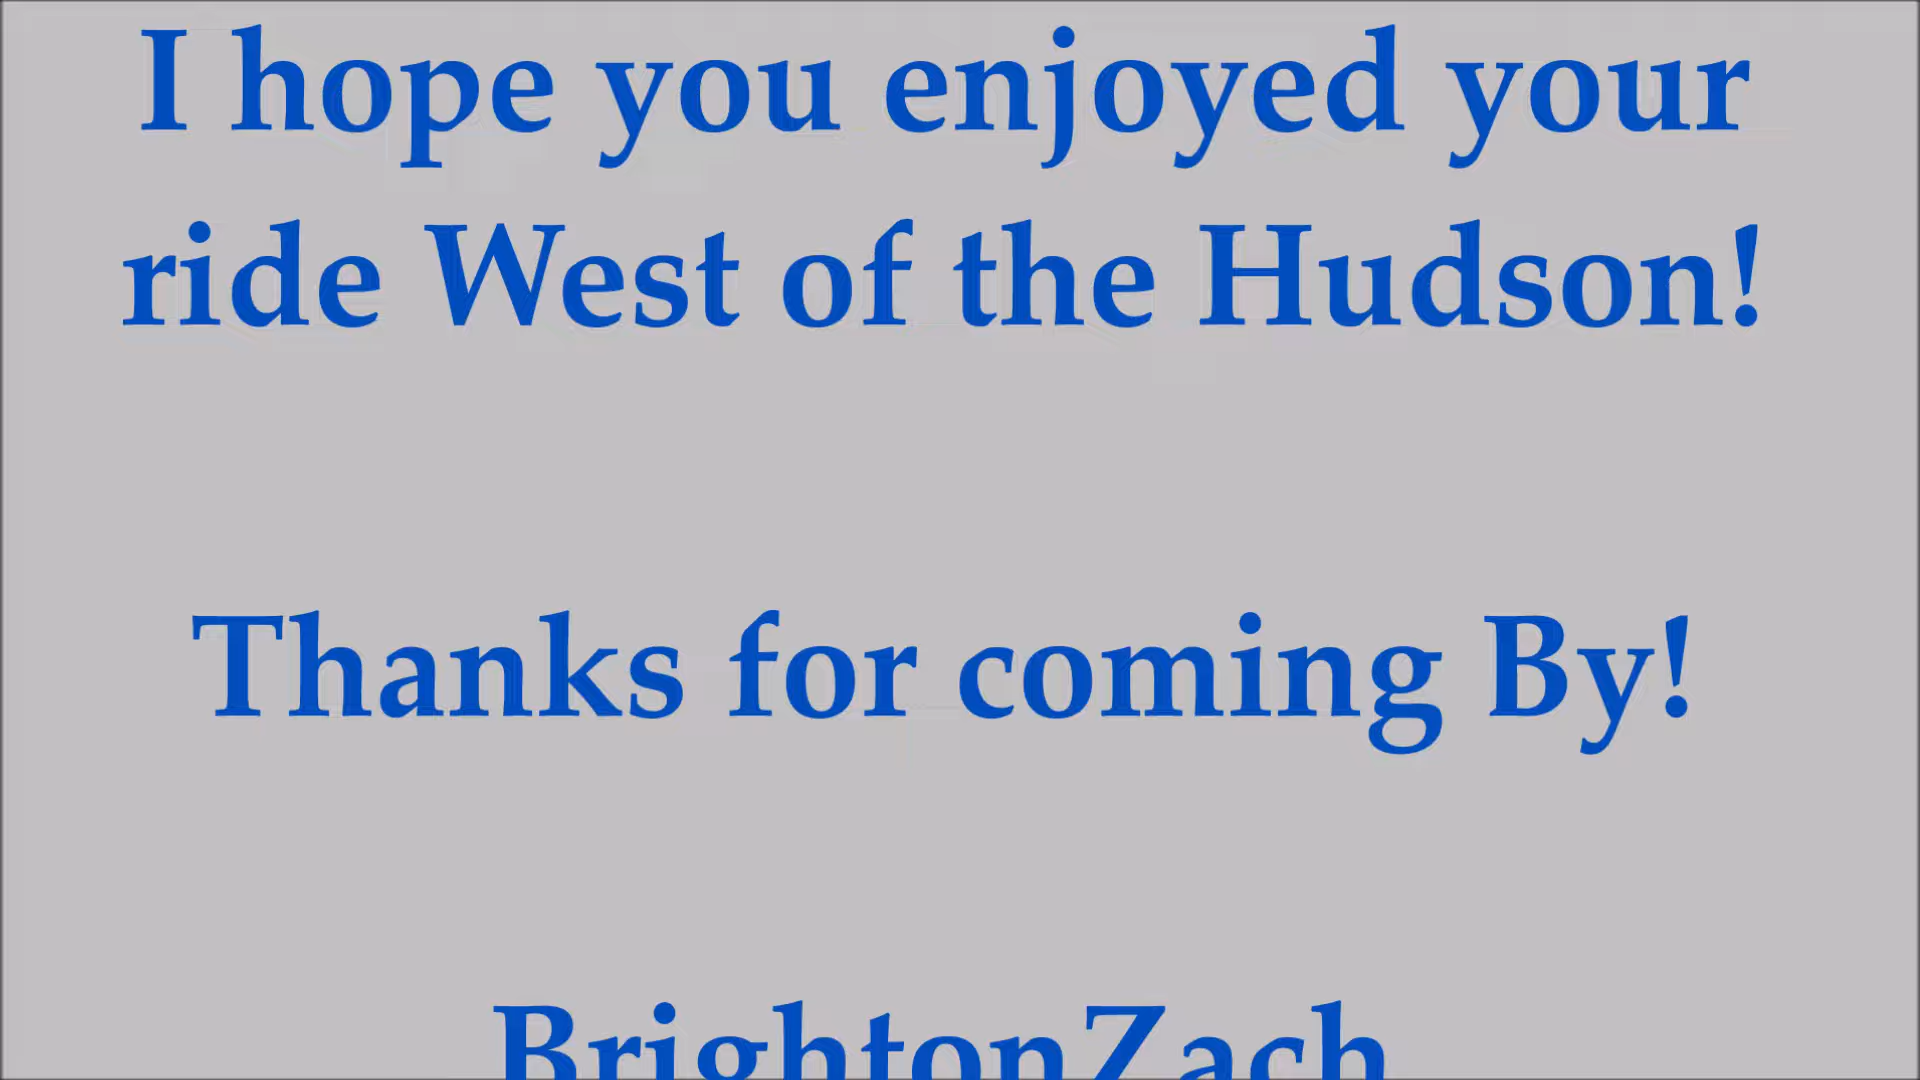 I hope you enjoyed your
ride West of the Hudson!
Thanks for coming By!
BrightonZach